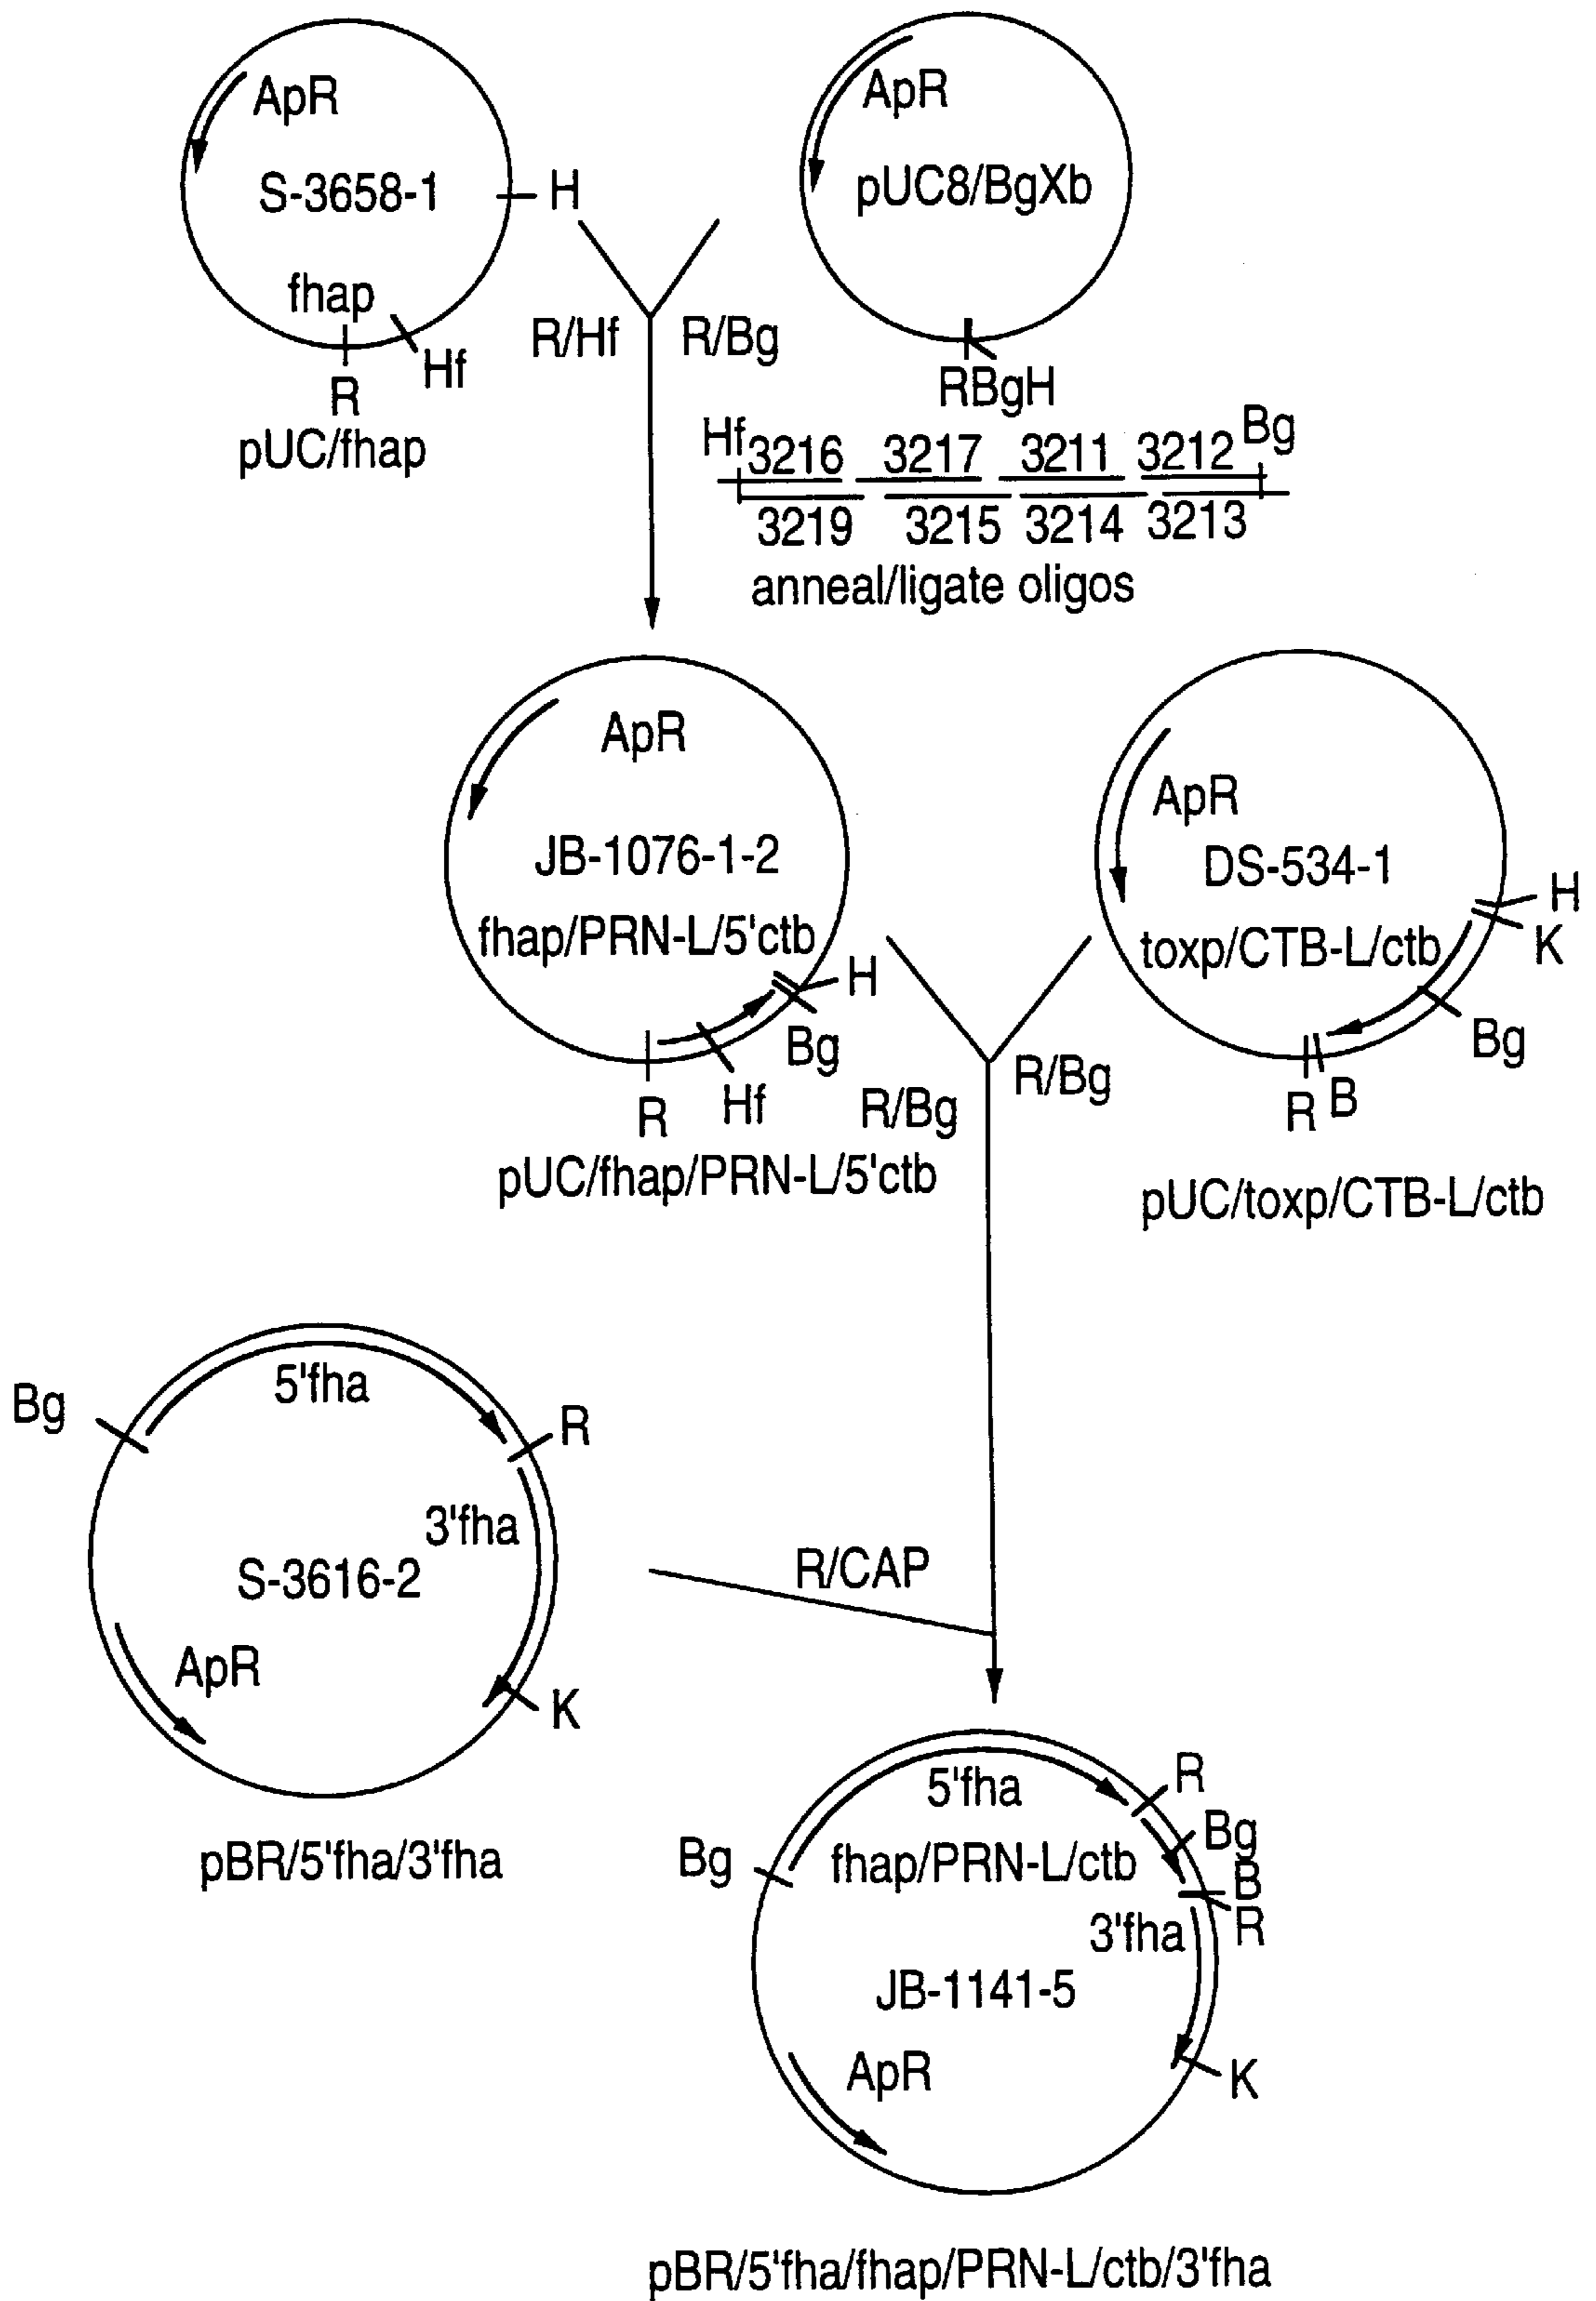 ApR
S-3658-1
H
fhap
Hf
R
pUC/fhap
ApR
pUC8/BgXb
RBgH
R/Hf
R/Bg
Hf 3216 3217 3211 3212 Bg
3219 3215 3214 3213
anneal/ligate oligos
ApR
JB-1076-1-2
fhap/PRN-L/5'ctb
H
Bg
Hf
R
pUC/fhap/PRN-L/5'ctb
ApR
DS-534-1
toxp/CTB-L/ctb
H
K
Bg
R B
pUC/toxp/CTB-L/ctb
R/Bg
R/Bg
Bg
5'fha
R
3'fha
S-3616-2
ApR
K
pBR/5'fha/3'fha
R/CAP
5'fha
R
Bg
Bg
fhap/PRN-L/ctb
B
R
3'fha
JB-1141-5
ApR
K
pBR/5'fha/fhap/PRN-L/ctb/3'fha